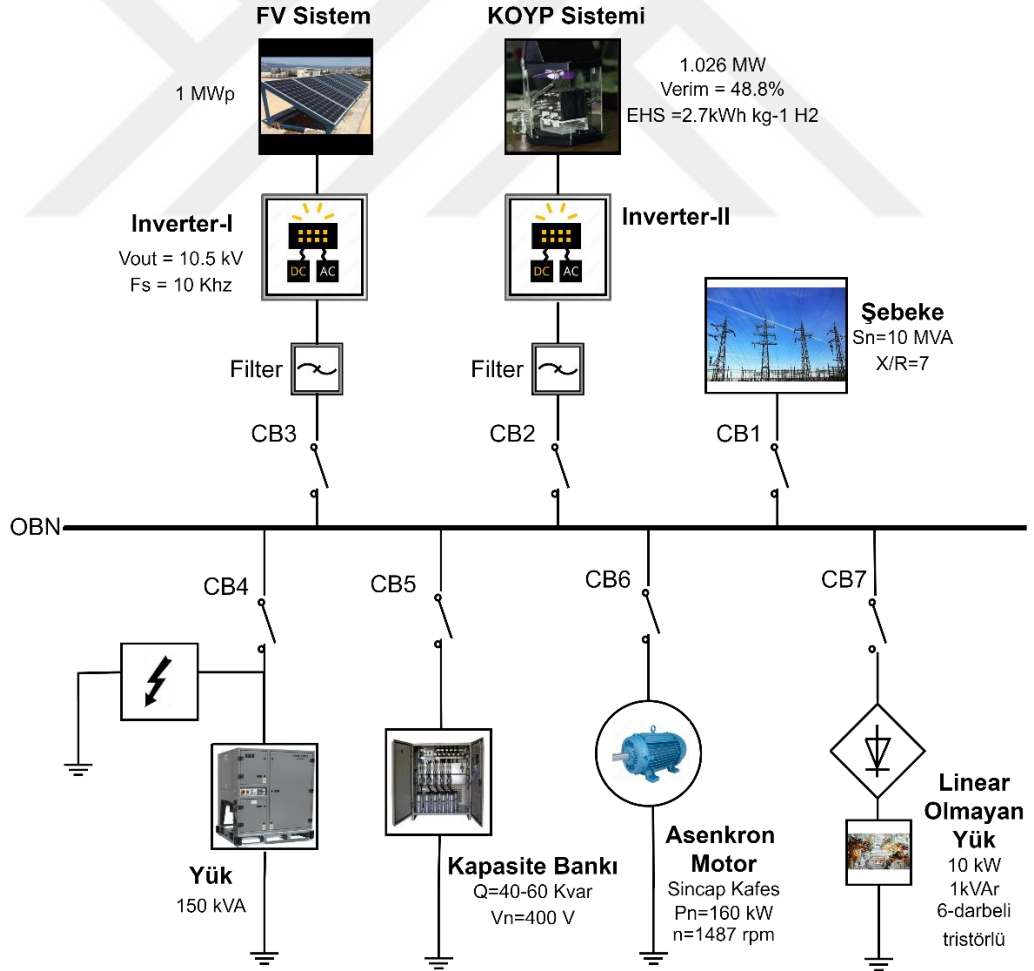 FV Sistem
1 MWp
KOYP Sistemi
1.026 MW
Verim = 48.8%
EHS =2.7kWh kg-1 H2
Inverter-I
Vout = 10.5 kV
Fs = 10 Khz
DC
AC
Inverter-II
DC
AC
Şebeke
Sn=10 MVA
X/R=7
Filter
Filter
CB3
CB2
CB1
OBN
CB4
CB5
CB6
CB7
Yük
150 kVA
Kapasite Bankı
Q=40-60 Kvar
Vn=400 V
Asenkron
Motor
Sincap Kafes
Pn=160 kW
n=1487 rpm
Linear
Olmayan
Yük
10 kW
1kVAr
6-darbeli
tristörlü